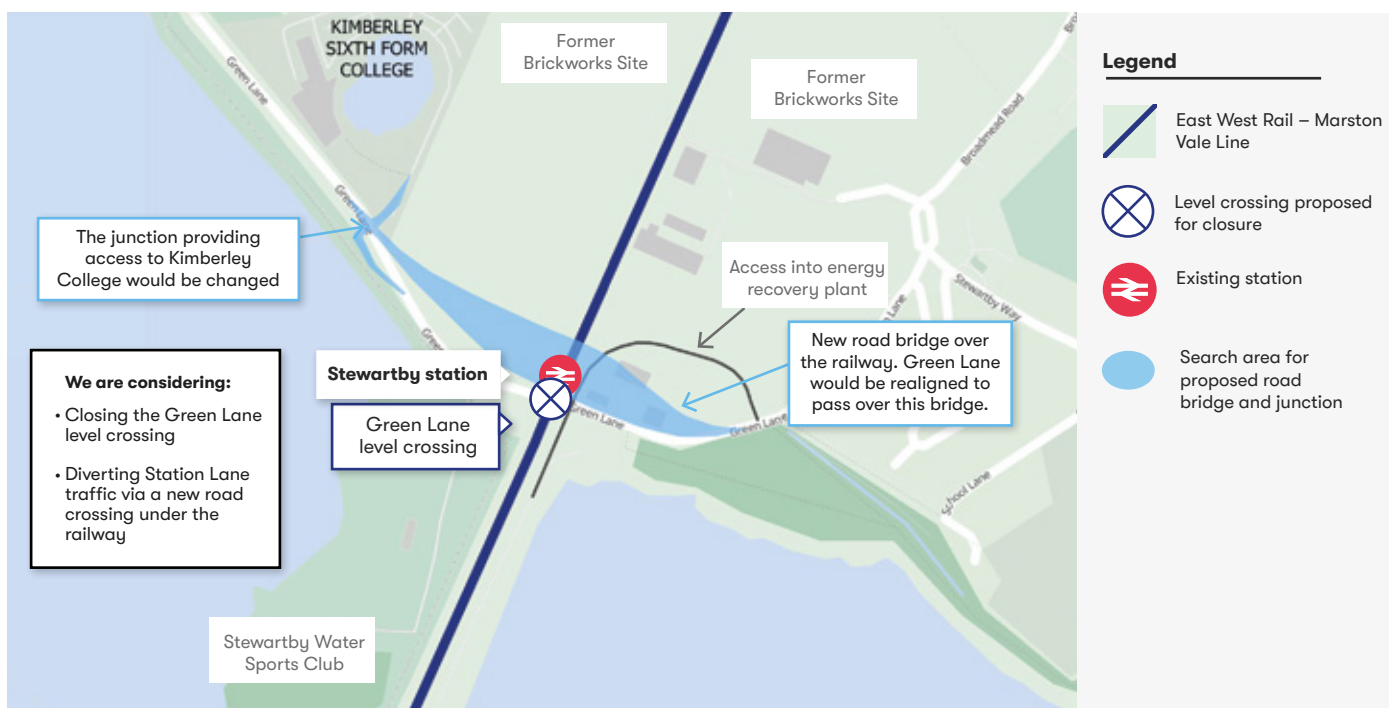 KIMBERLEY
SIXTH FORM
COLLEGE
Former
Brickworks Site
Former
Brickworks Site
Green Lane
Broadmead Road
Bro
Green Lane
The junction providing
access to Kimberley
College would be changed
Access into energy
recovery plant
Stewartby Way
n Lane
New road bridge over
the railway. Green Lane
would be realigned to
pass over this bridge.
Green
Stewartby station
Green Lane
level crossing
Green Lane
Green Lane
School Lane
We are considering:
• Closing the Green Lane
level crossing
• Diverting Station Lane
traffic via a new road
crossing under the
railway
Stewartby Water
Sports Club
Legend
East West Rail – Marston
Vale Line
Level crossing proposed
for closure
Existing station
Search area for
proposed road
bridge and junction